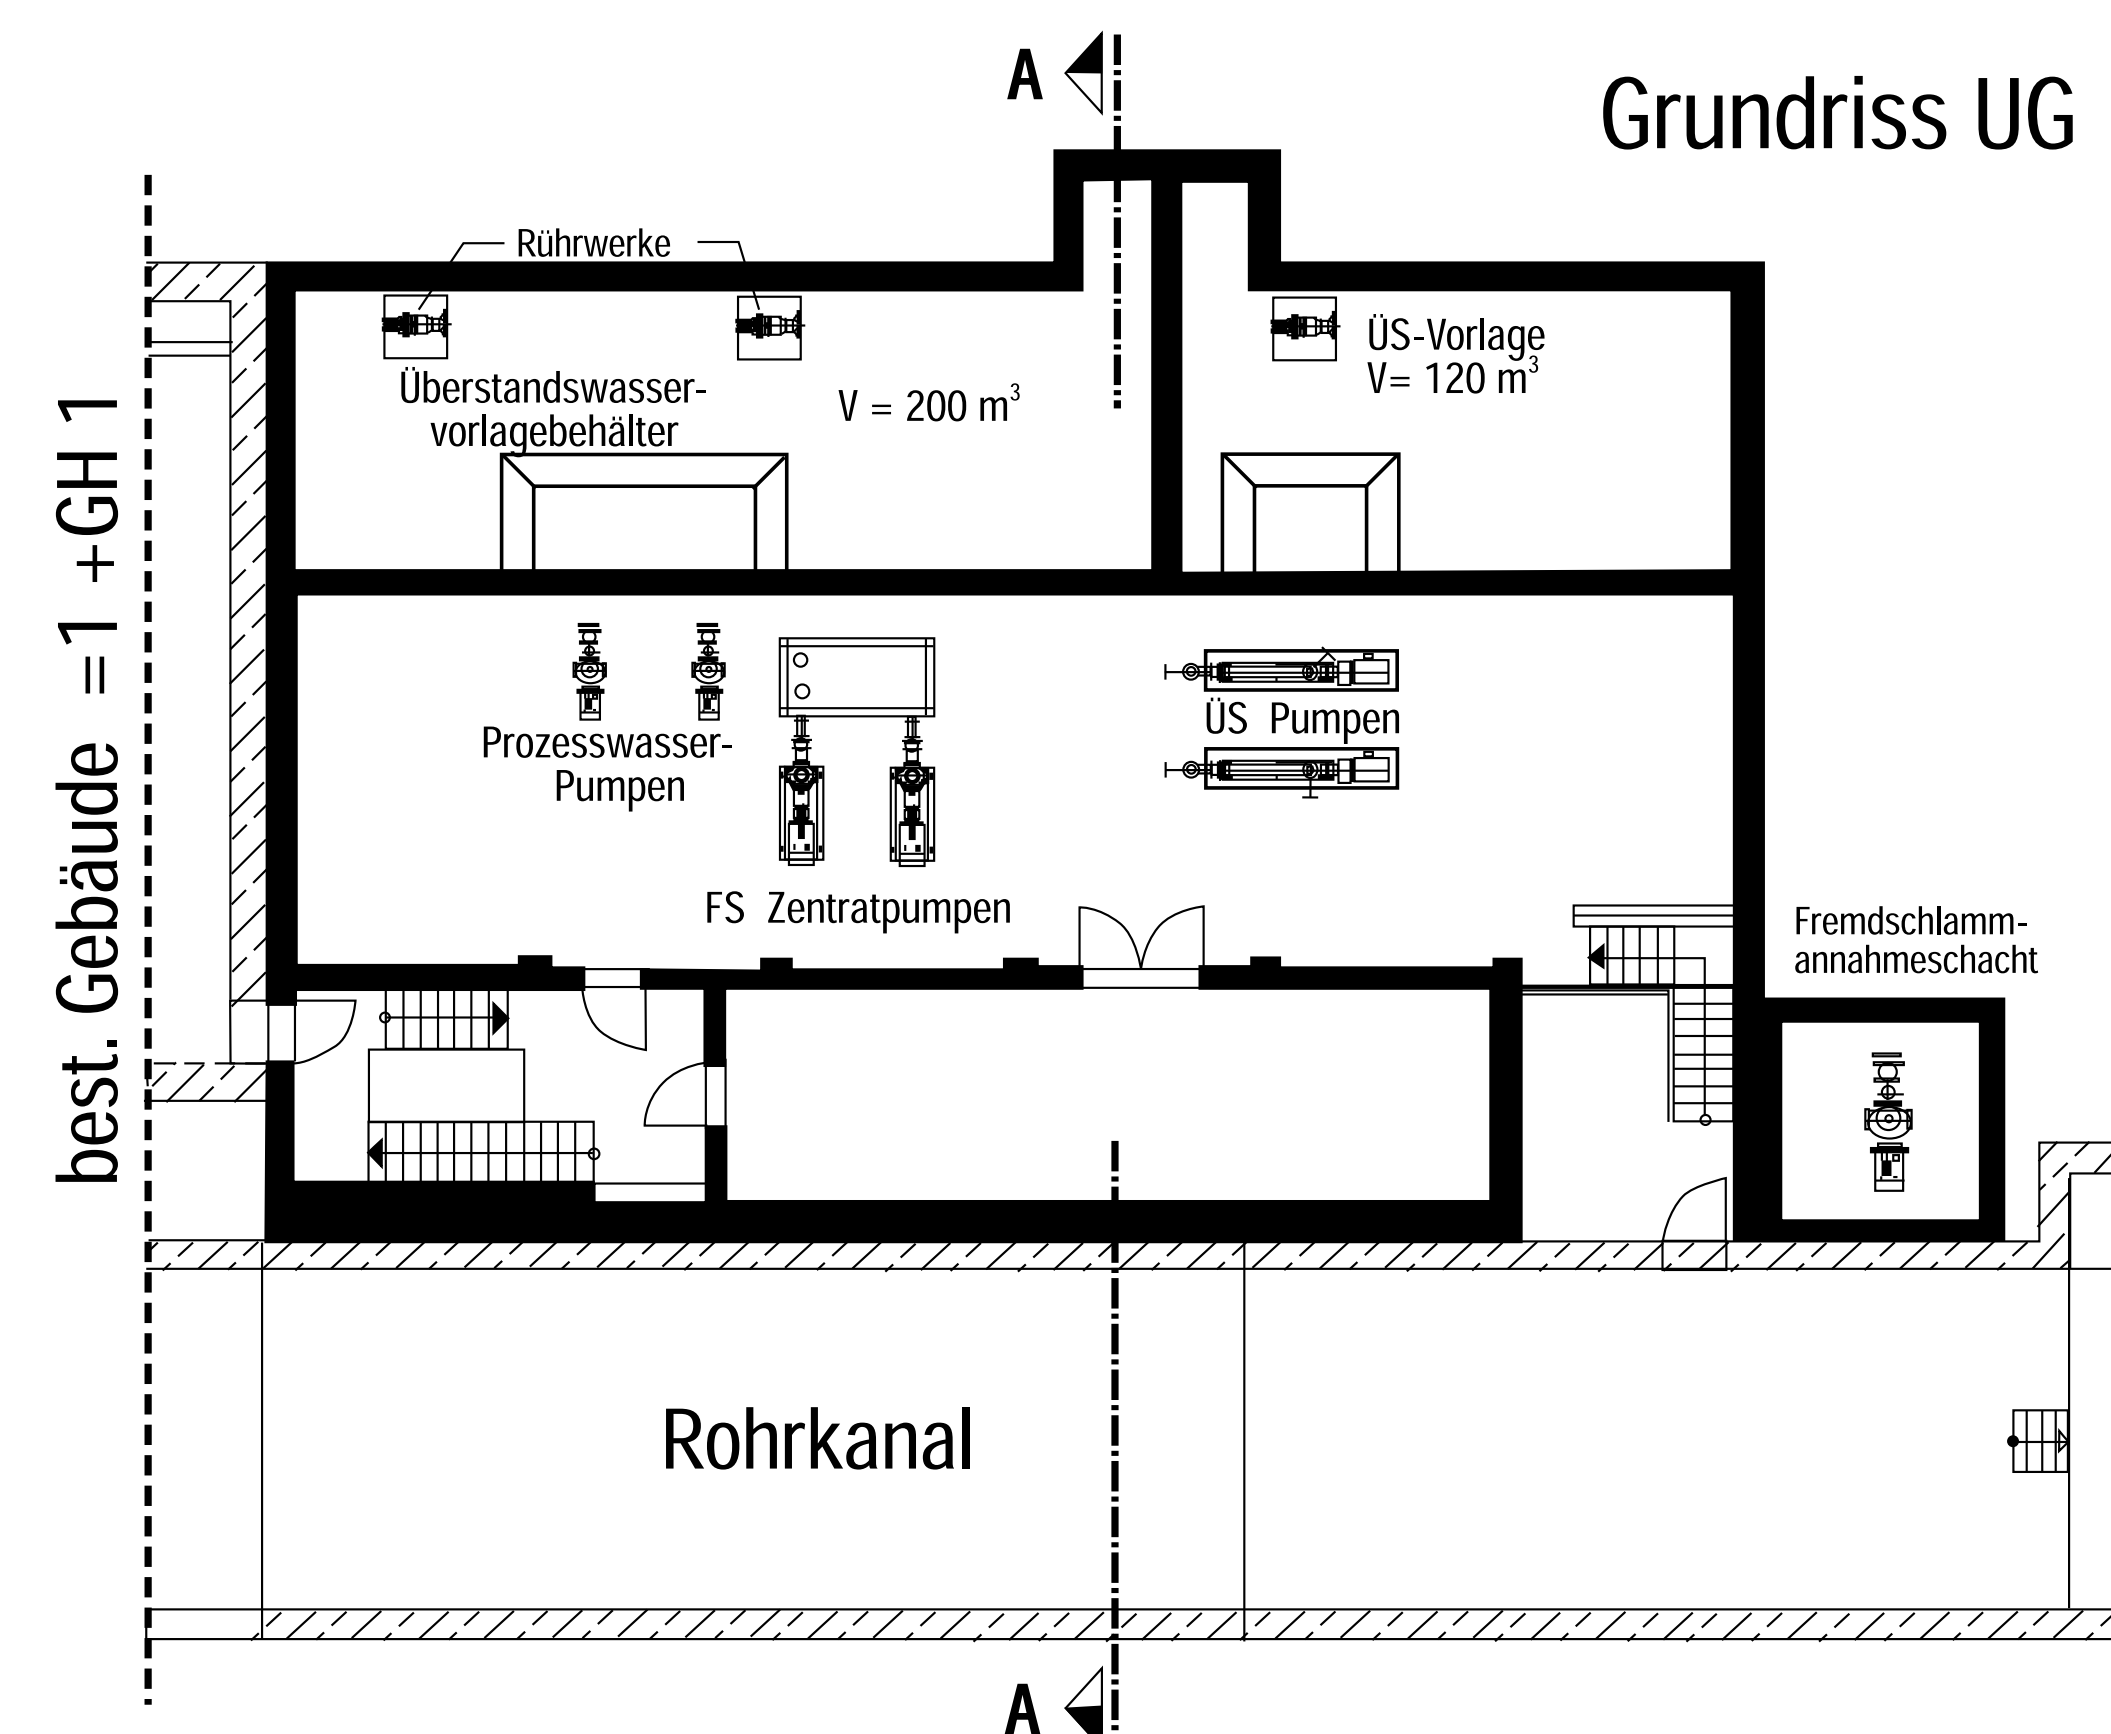 A
Grundriss UG
Rührwerke
ÜS-Vorlage
V= 120 m³
Überstandswasser-
vorlagebehälter
V = 200 m³
best. Gebäude =1 +GH 1
ÜS Pumpen
Prozesswasser-
Pumpen
FS Zentratpumpen
Fremdschlamm-
annahmeschacht
Rohrkanal
A